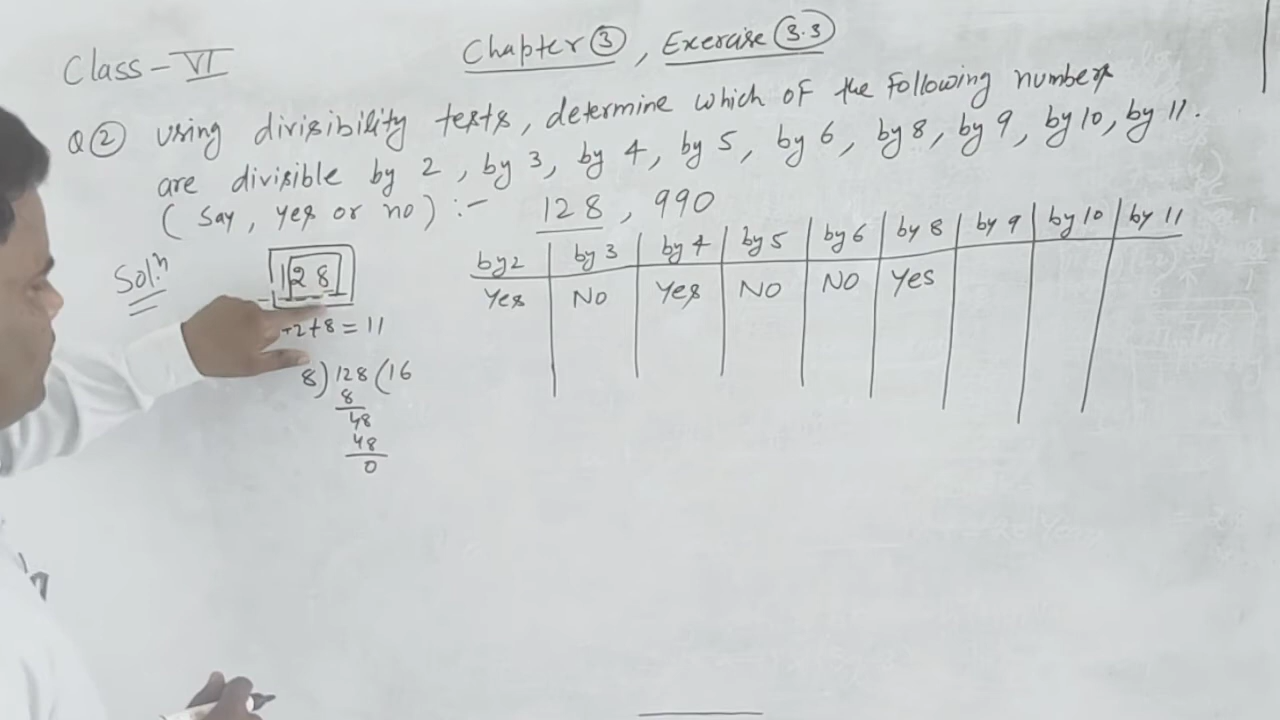 Class - VI
Chapter 3, Exercise 3.3
Q 2 Using divisibility tests, determine which of the following numbers
are divisible by 2, by 3, by 4, by 5, by 6, by 8, by 9, by 10, by 11.
(Say, yes or no) :- 128, 990
Sol:n
by 2 by 3 by 4 by 5 by 6 by 8 by 9 by 10 by 11
128
Yes NO Yes NO NO Yes
+2+8 = 11
8) 128 (16
8
48
48
0